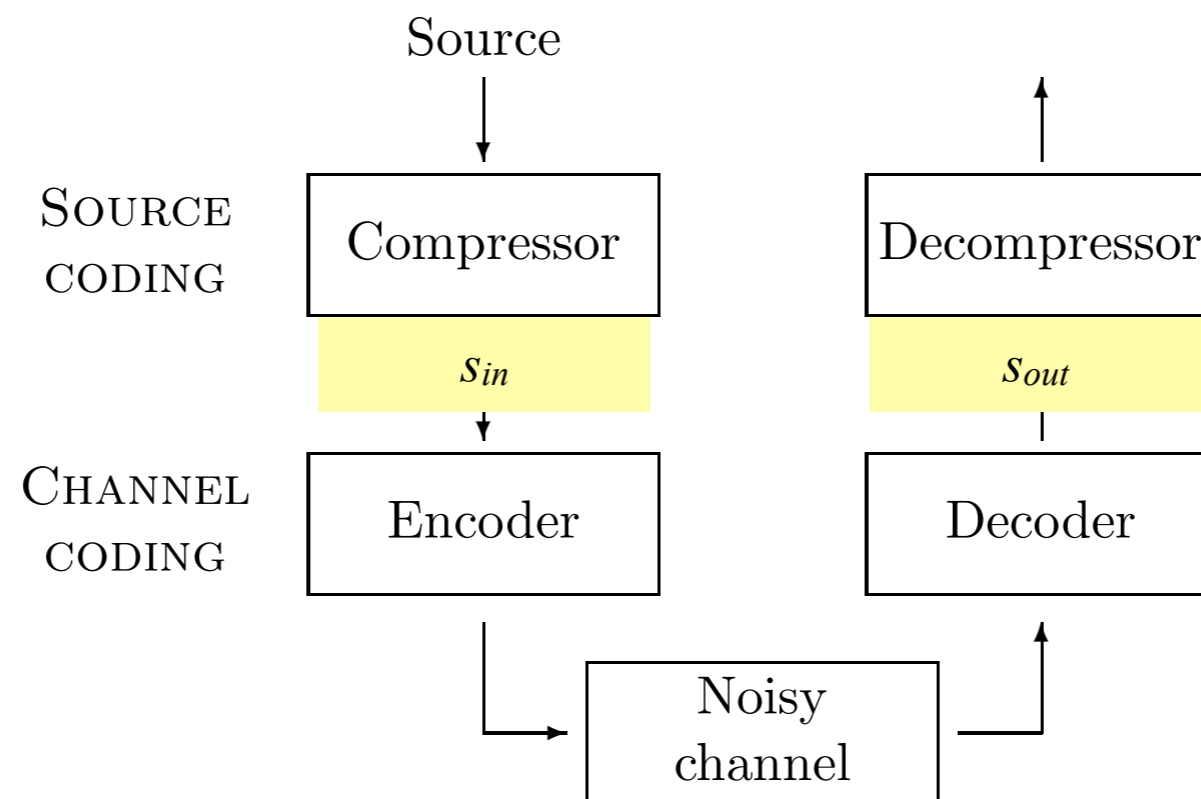 Source
SOURCE
CODING
Compressor
Decompressor
s_in
s_out
CHANNEL
CODING
Encoder
Decoder
Noisy
channel